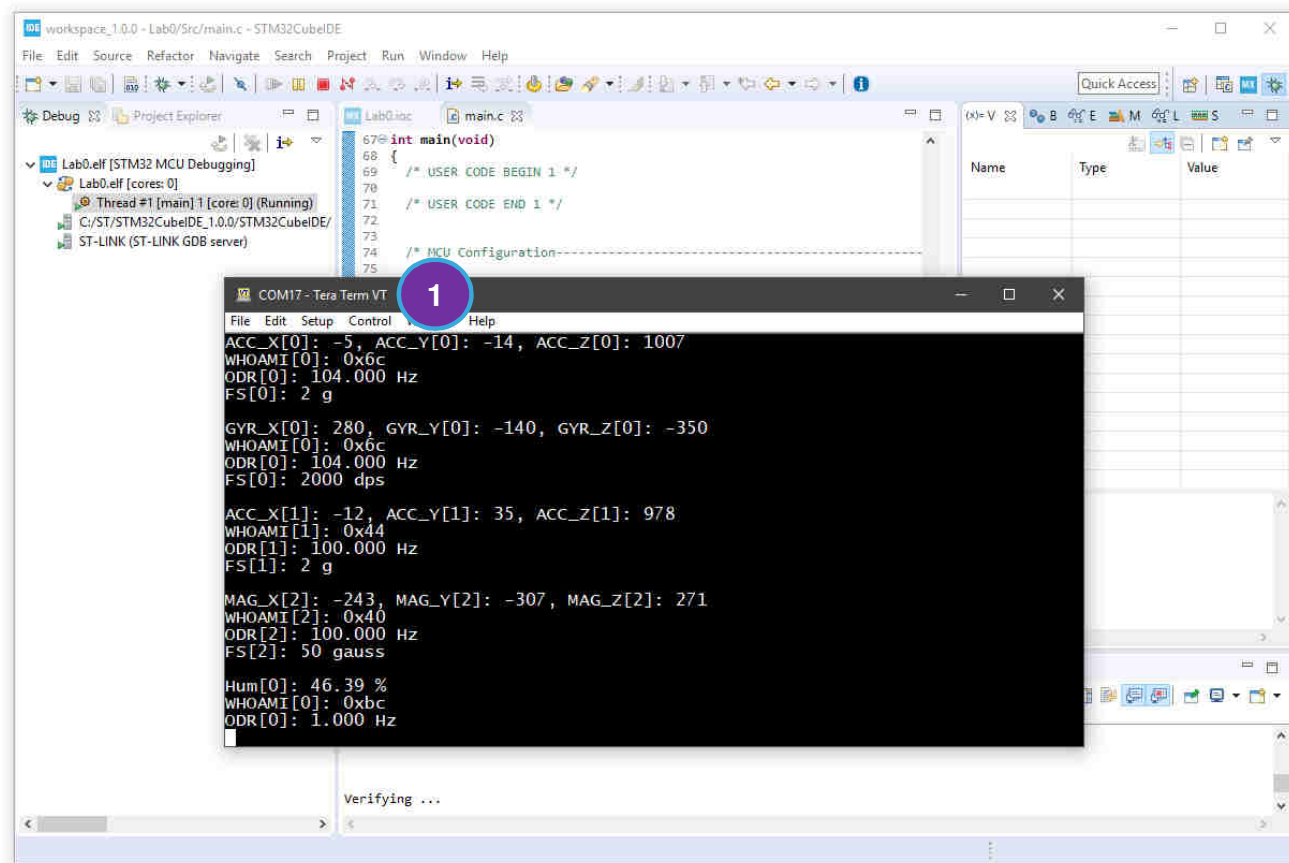 workspace_1.0.0 - Lab0/Src/main.c - STM32CubeIDE
File Edit Source Refactor Navigate Search Project Run Window Help
Quick Access
Debug Project Explorer
Lab0.ioc main.c
(x)= V B E M L S
Lab0.elf [STM32 MCU Debugging]
Lab0.elf [cores: 0]
Thread #1 [main] 1 [core: 0] (Running)
C:/ST/STM32CubeIDE_1.0.0/STM32CubeIDE/
ST-LINK (ST-LINK GDB server)
67 int main(void)
68 {
69 /* USER CODE BEGIN 1 */
70
71 /* USER CODE END 1 */
72
73
74 /* MCU Configuration--------------------------------------------------
75
Name Type Value
COM17 - Tera Term VT
1
File Edit Setup Control Help
ACC_X[0]: -5, ACC_Y[0]: -14, ACC_Z[0]: 1007
WHOAMI[0]: 0x6c
ODR[0]: 104.000 Hz
FS[0]: 2 g
GYR_X[0]: 280, GYR_Y[0]: -140, GYR_Z[0]: -350
WHOAMI[0]: 0x6c
ODR[0]: 104.000 Hz
FS[0]: 2000 dps
ACC_X[1]: -12, ACC_Y[1]: 35, ACC_Z[1]: 978
WHOAMI[1]: 0x44
ODR[1]: 100.000 Hz
FS[1]: 2 g
MAG_X[2]: -243, MAG_Y[2]: -307, MAG_Z[2]: 271
WHOAMI[2]: 0x40
ODR[2]: 100.000 Hz
FS[2]: 50 gauss
Hum[0]: 46.39 %
WHOAMI[0]: 0xbc
ODR[0]: 1.000 Hz
Verifying ...